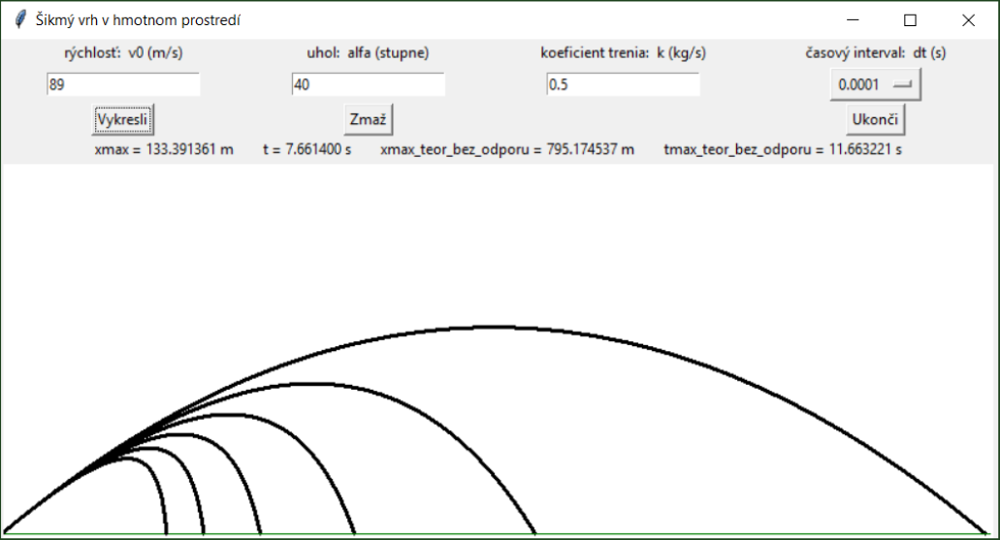 Šikmý vrh v hmotnom prostredí
rýchlosť: v0 (m/s) uhol: alfa (stupne) koeficient trenia: k (kg/s) časový interval: dt (s)
89 40 0.5 0.0001
Vykresli Zmaž Ukonči
xmax = 133.391361 m t = 7.661400 s xmax_teor_bez_odporu = 795.174537 m tmax_teor_bez_odporu = 11.663221 s